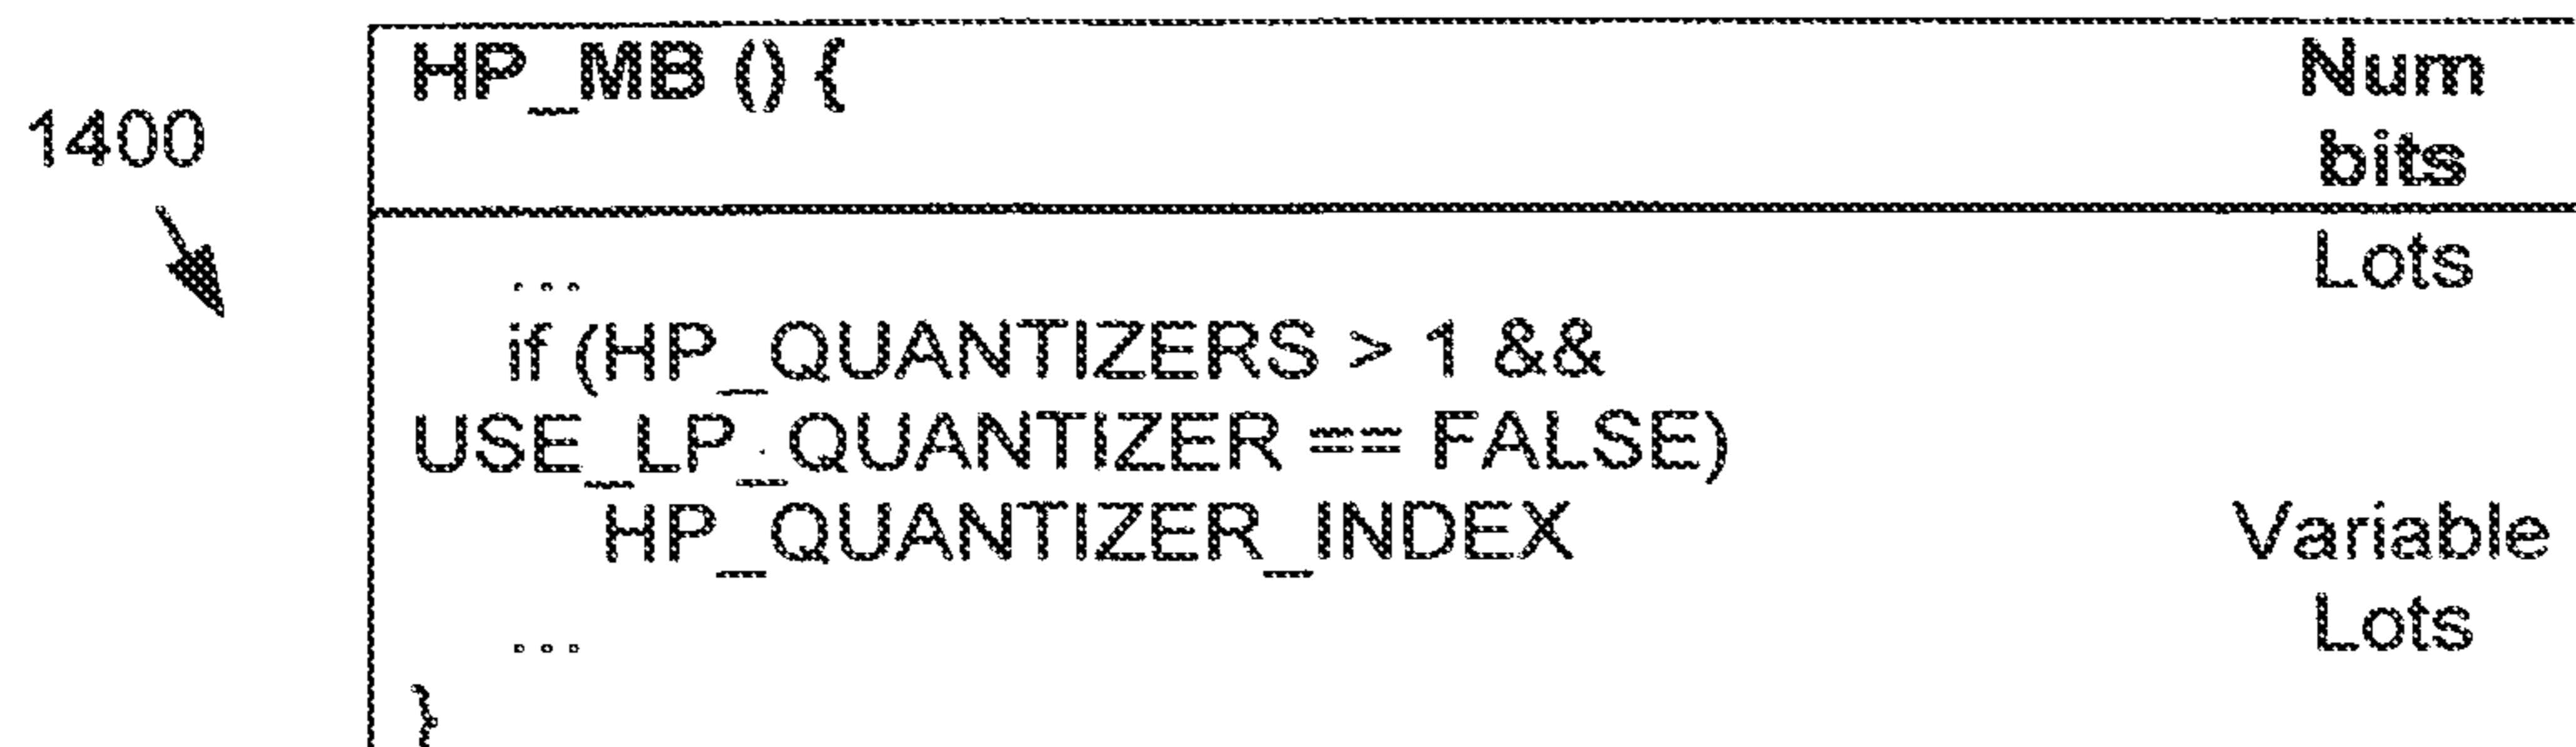 HP_MB () {
Num
bits
1400
... Lots
if (HP_QUANTIZERS > 1 &&
USE_LP_QUANTIZER == FALSE)
HP_QUANTIZER_INDEX Variable
... Lots
}